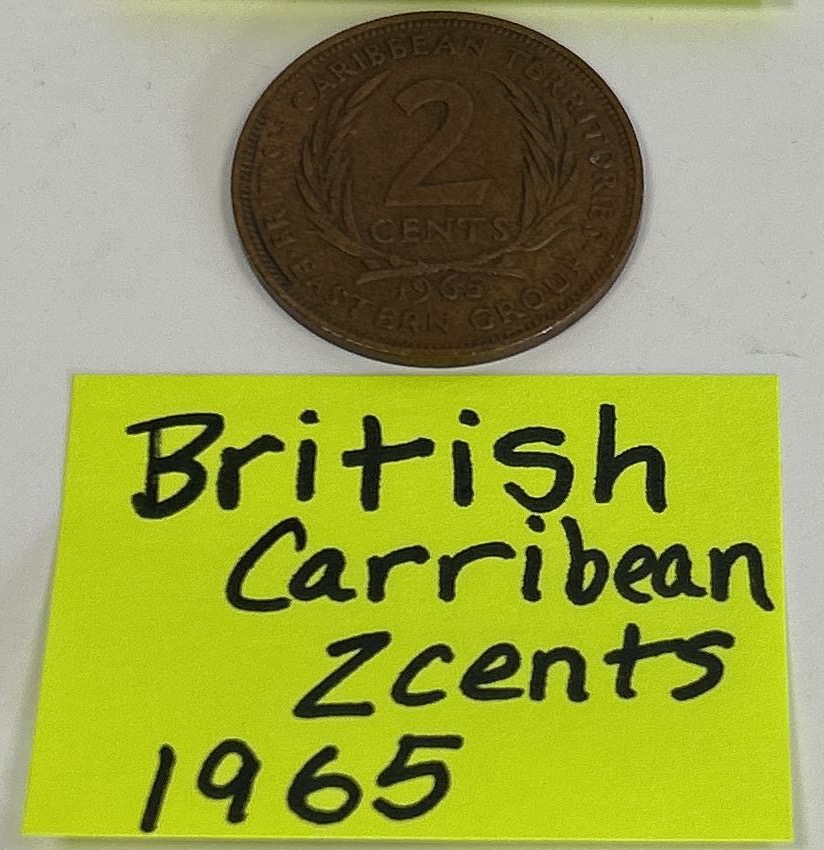 BRITISH CARIBBEAN TERRITORIES
2
CENTS
1965
EASTERN GROUP
British
Carribean
2cents
1965